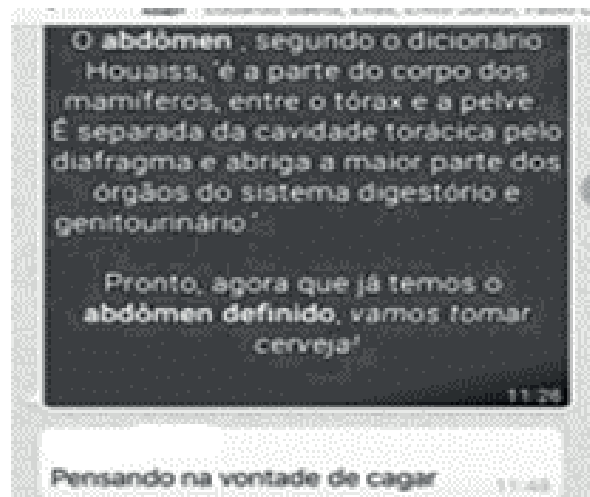 O abdômen , segundo o dicionário
Houaiss, "é a parte do corpo dos
mamíferos, entre o tórax e a pelve.
É separada da cavidade torácica pelo
diafragma e abriga a maior parte dos
órgãos do sistema digestório e
genitourinário"
Pronto, agora que já temos o
abdômen definido, vamos tomar
cerveja!
11:26
Pensando na vontade de cagar